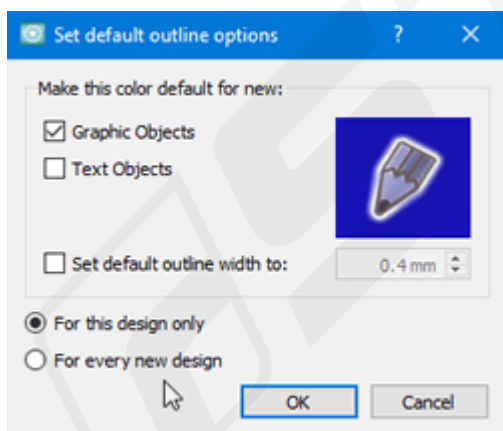 Set default outline options ? ×
Make this color default for new:
Graphic Objects
Text Objects
Set default outline width to: 0.4 mm
For this design only
For every new design
OK Cancel